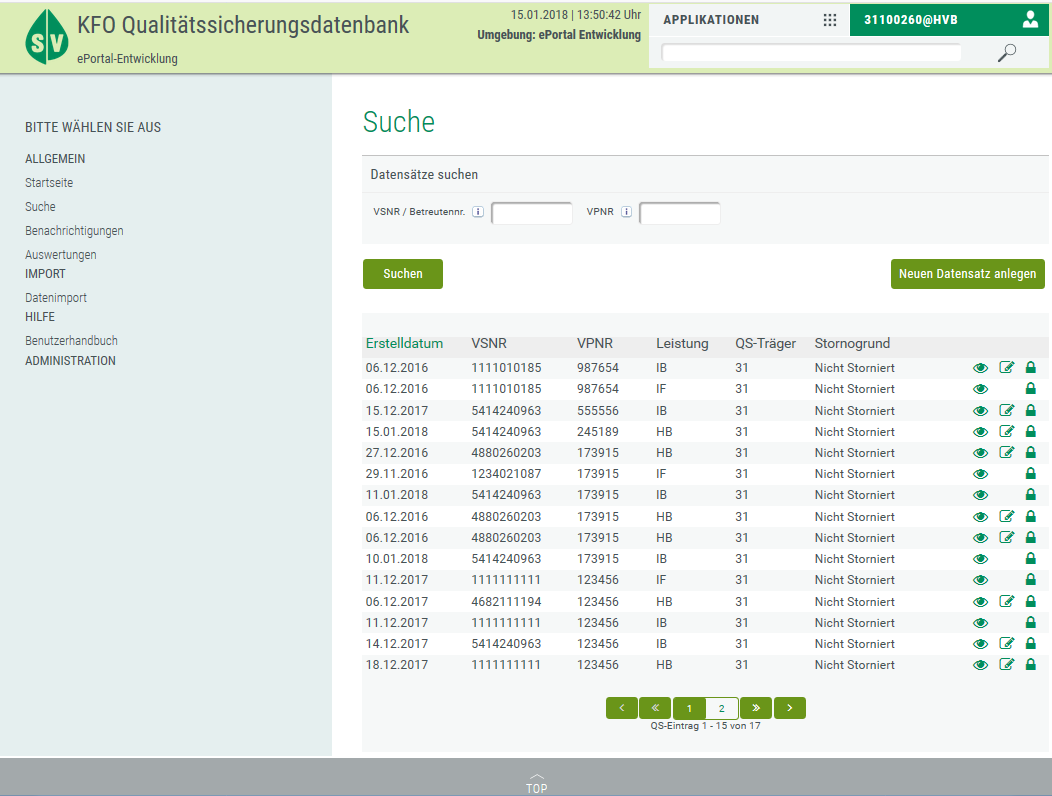 SV
KFO Qualitätssicherungsdatenbank
ePortal-Entwicklung
15.01.2018 | 13:50:42 Uhr
Umgebung: ePortal Entwicklung
APPLIKATIONEN
31100260@HVB
BITTE WÄHLEN SIE AUS
ALLGEMEIN
Startseite
Suche
Benachrichtigungen
Auswertungen
IMPORT
Datenimport
HILFE
Benutzerhandbuch
ADMINISTRATION
Suche
Datensätze suchen
VSNR / Betreutennr. i VPNR i
Suchen Neuen Datensatz anlegen
Erstelldatum VSNR VPNR Leistung QS-Träger Stornogrund
06.12.2016 1111010185 987654 IB 31 Nicht Storniert
06.12.2016 1111010185 987654 IF 31 Nicht Storniert
15.12.2017 5414240963 555556 IB 31 Nicht Storniert
15.01.2018 5414240963 245189 HB 31 Nicht Storniert
27.12.2016 4880260203 173915 HB 31 Nicht Storniert
29.11.2016 1234021087 173915 IF 31 Nicht Storniert
11.01.2018 5414240963 173915 IB 31 Nicht Storniert
06.12.2016 4880260203 173915 HB 31 Nicht Storniert
06.12.2016 4880260203 173915 HB 31 Nicht Storniert
10.01.2018 5414240963 173915 IB 31 Nicht Storniert
11.12.2017 1111111111 123456 IF 31 Nicht Storniert
06.12.2017 4682111194 123456 HB 31 Nicht Storniert
11.12.2017 1111111111 123456 IB 31 Nicht Storniert
14.12.2017 5414240963 123456 IB 31 Nicht Storniert
18.12.2017 1111111111 123456 HB 31 Nicht Storniert
< « 1 2 » >
QS-Eintrag 1 - 15 von 17
TOP